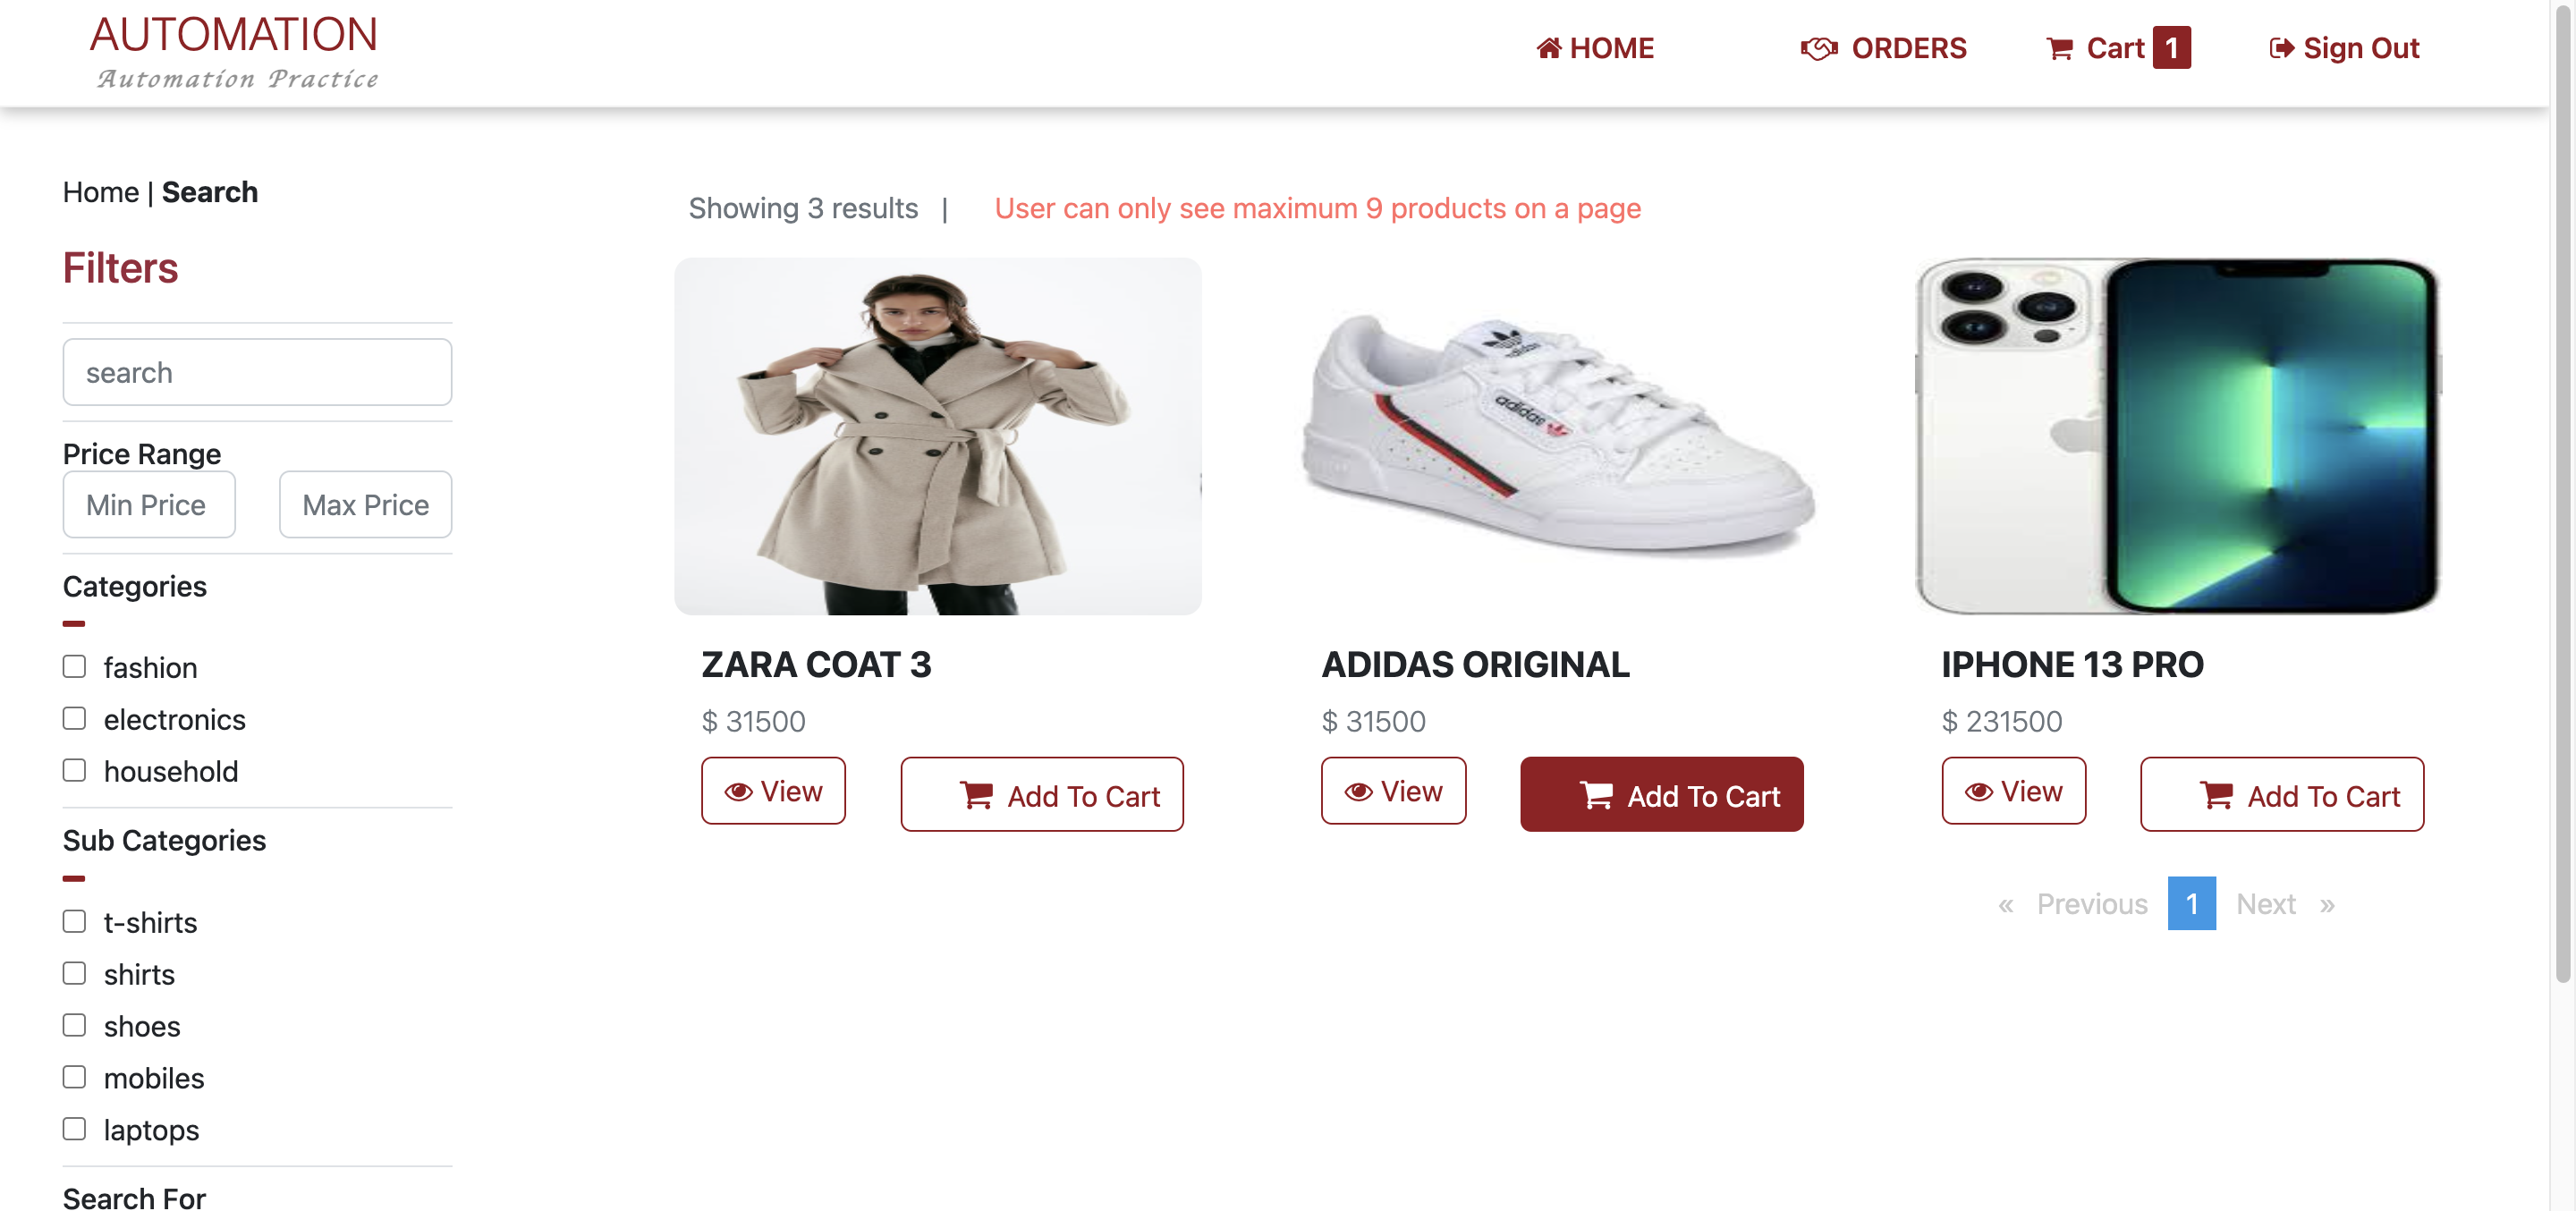 AUTOMATION
Automation Practice
HOME
ORDERS
Cart 1
Sign Out
Home | Search
Showing 3 results |
User can only see maximum 9 products on a page
Filters
search
Price Range
Min Price
Max Price
Categories
fashion
electronics
household
Sub Categories
t-shirts
shirts
shoes
mobiles
laptops
Search For
adidas
adidas
ZARA COAT 3
$ 31500
View
Add To Cart
ADIDAS ORIGINAL
$ 31500
View
Add To Cart
IPHONE 13 PRO
$ 231500
View
Add To Cart
« Previous 1 Next »